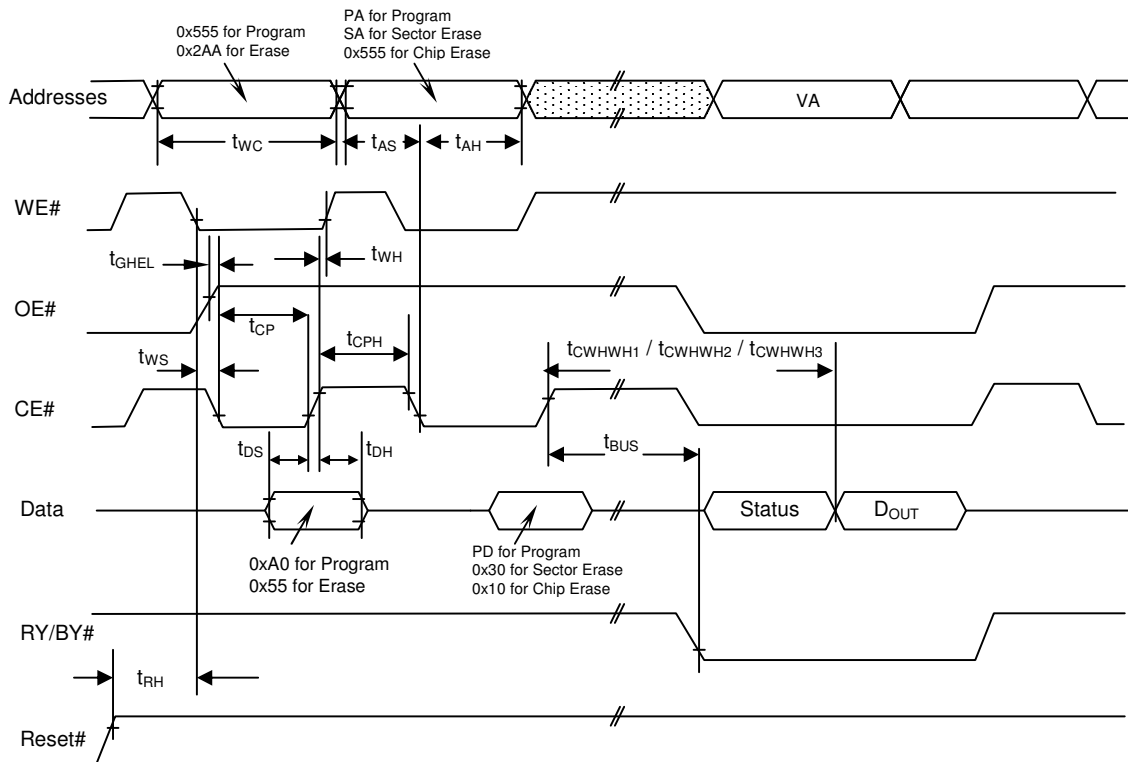 0x555 for Program
0x2AA for Erase
PA for Program
SA for Sector Erase
0x555 for Chip Erase
Addresses
VA
tWC
tAS
tAH
WE#
tGHEL
tWH
OE#
tCP
tWS
tCPH
tCWHWH1 / tCWHWH2 / tCWHWH3
CE#
tDS
tDH
tBUS
Data
Status
DOUT
0xA0 for Program
0x55 for Erase
PD for Program
0x30 for Sector Erase
0x10 for Chip Erase
RY/BY#
tRH
Reset#